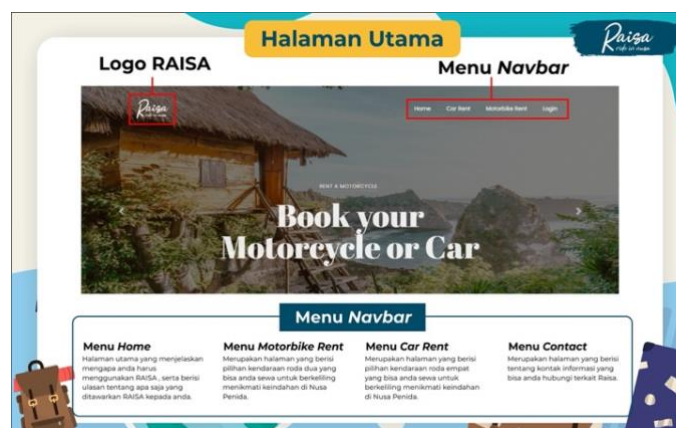 Halaman Utama
Raisa
ride in nusa
Logo RAISA
Menu Navbar
Raisa
Home Car Rent Motorbike Rent Login
RENT A MOTORCYCLE
Book your
Motorcycle or Car
Menu Navbar
Menu Home
Halaman utama yang menjelaskan
mengapa anda harus
menggunakan RAISA , serta berisi
ulasan tentang apa saja yang
ditawarkan RAISA kepada anda.
Menu Motorbike Rent
Merupakan halaman yang berisi
pilihan kendaraan roda dua yang
bisa anda sewa untuk berkeliling
menikmati keindahan di Nusa
Penida.
Menu Car Rent
Merupakan halaman yang berisi
pilihan kendaraan roda empat
yang bisa anda sewa untuk
berkeliling menikmati keindahan
di Nusa Penida.
Menu Contact
Merupakan halaman yang berisi
tentang kontak informasi yang
bisa anda hubungi terkait Raisa.